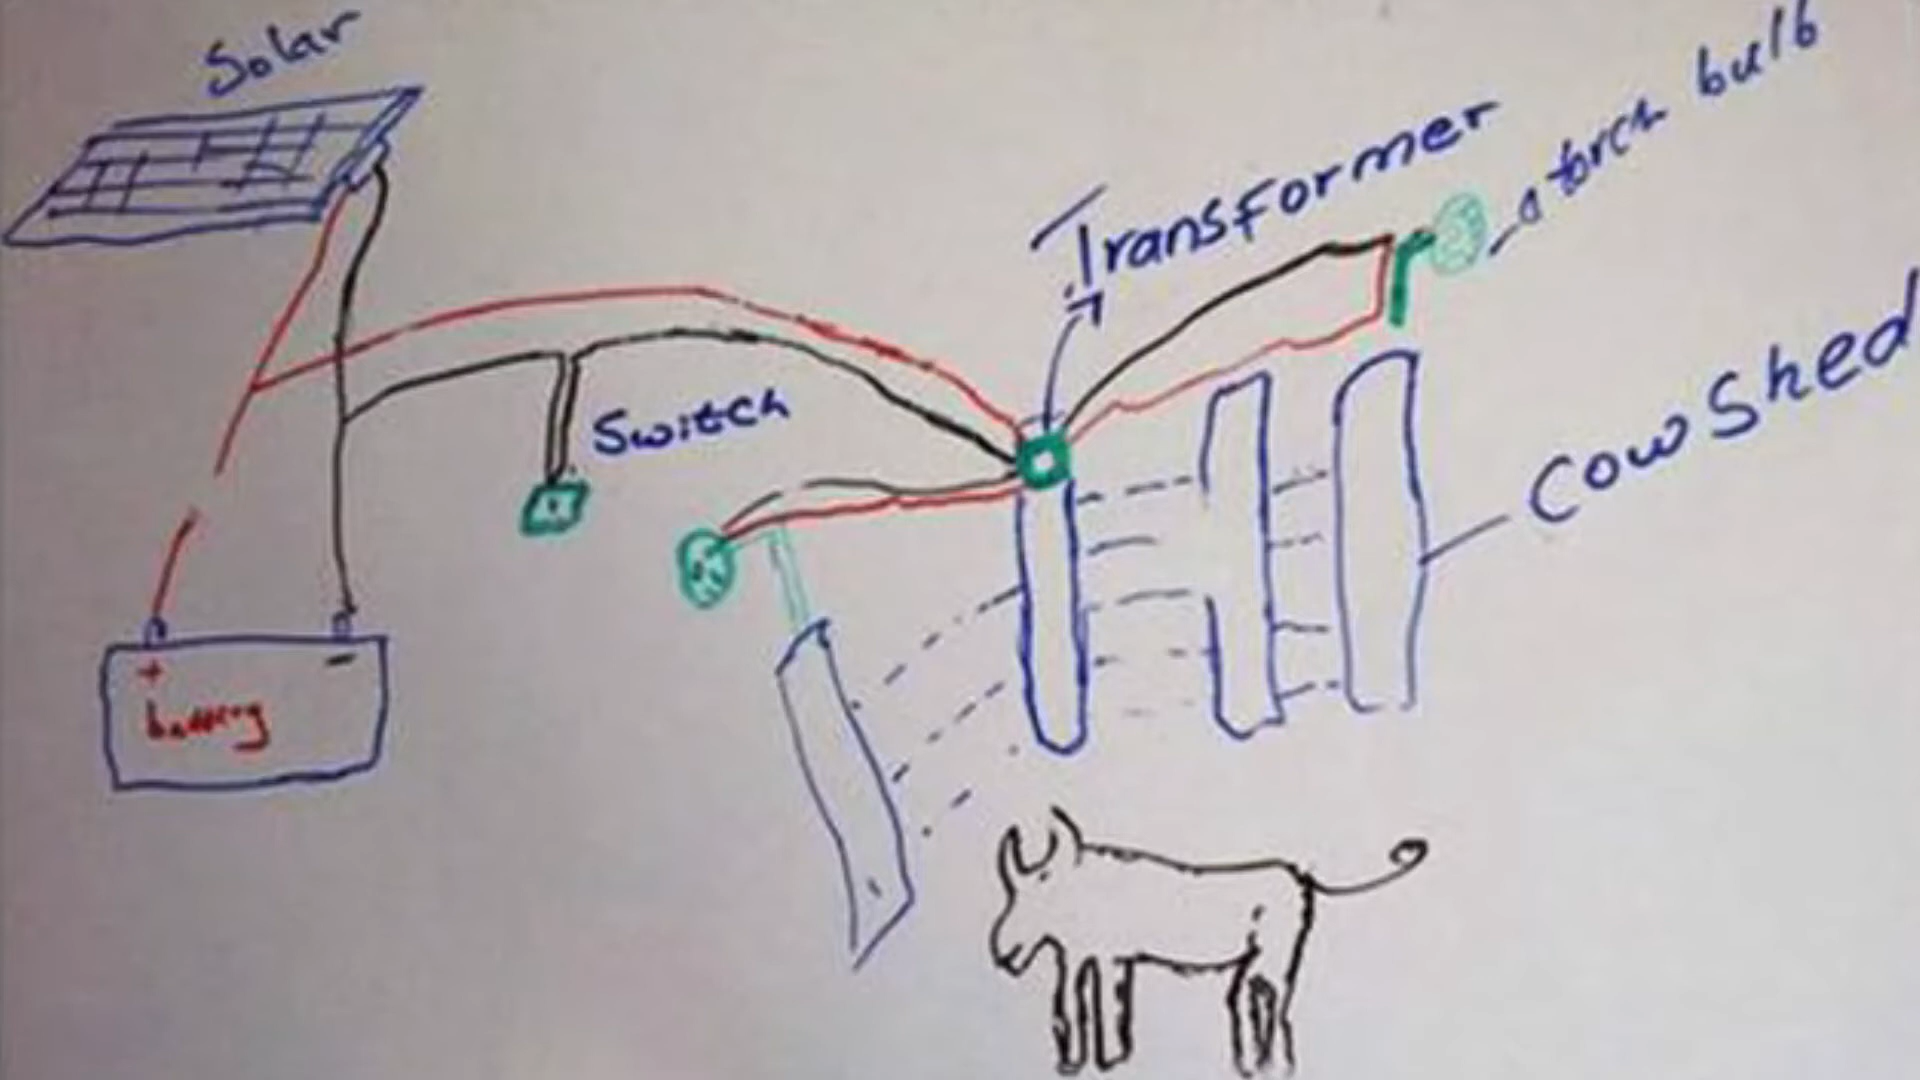 Solar
Transformer
a torch bulb
Switch
Cow Shed
+
-
battery